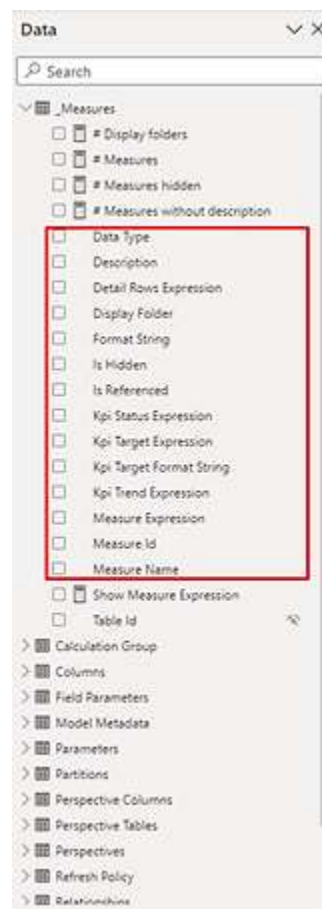 Data
Search
_Measures
# Display folders
# Measures
# Measures hidden
# Measures without description
Data Type
Description
Detail Rows Expression
Display Folder
Format String
Is Hidden
Is Referenced
Kpi Status Expression
Kpi Target Expression
Kpi Target Format String
Kpi Trend Expression
Measure Expression
Measure Id
Measure Name
Show Measure Expression
Table Id
Calculation Group
Columns
Field Parameters
Model Metadata
Parameters
Partitions
Perspective Columns
Perspective Tables
Perspectives
Refresh Policy
Relationships